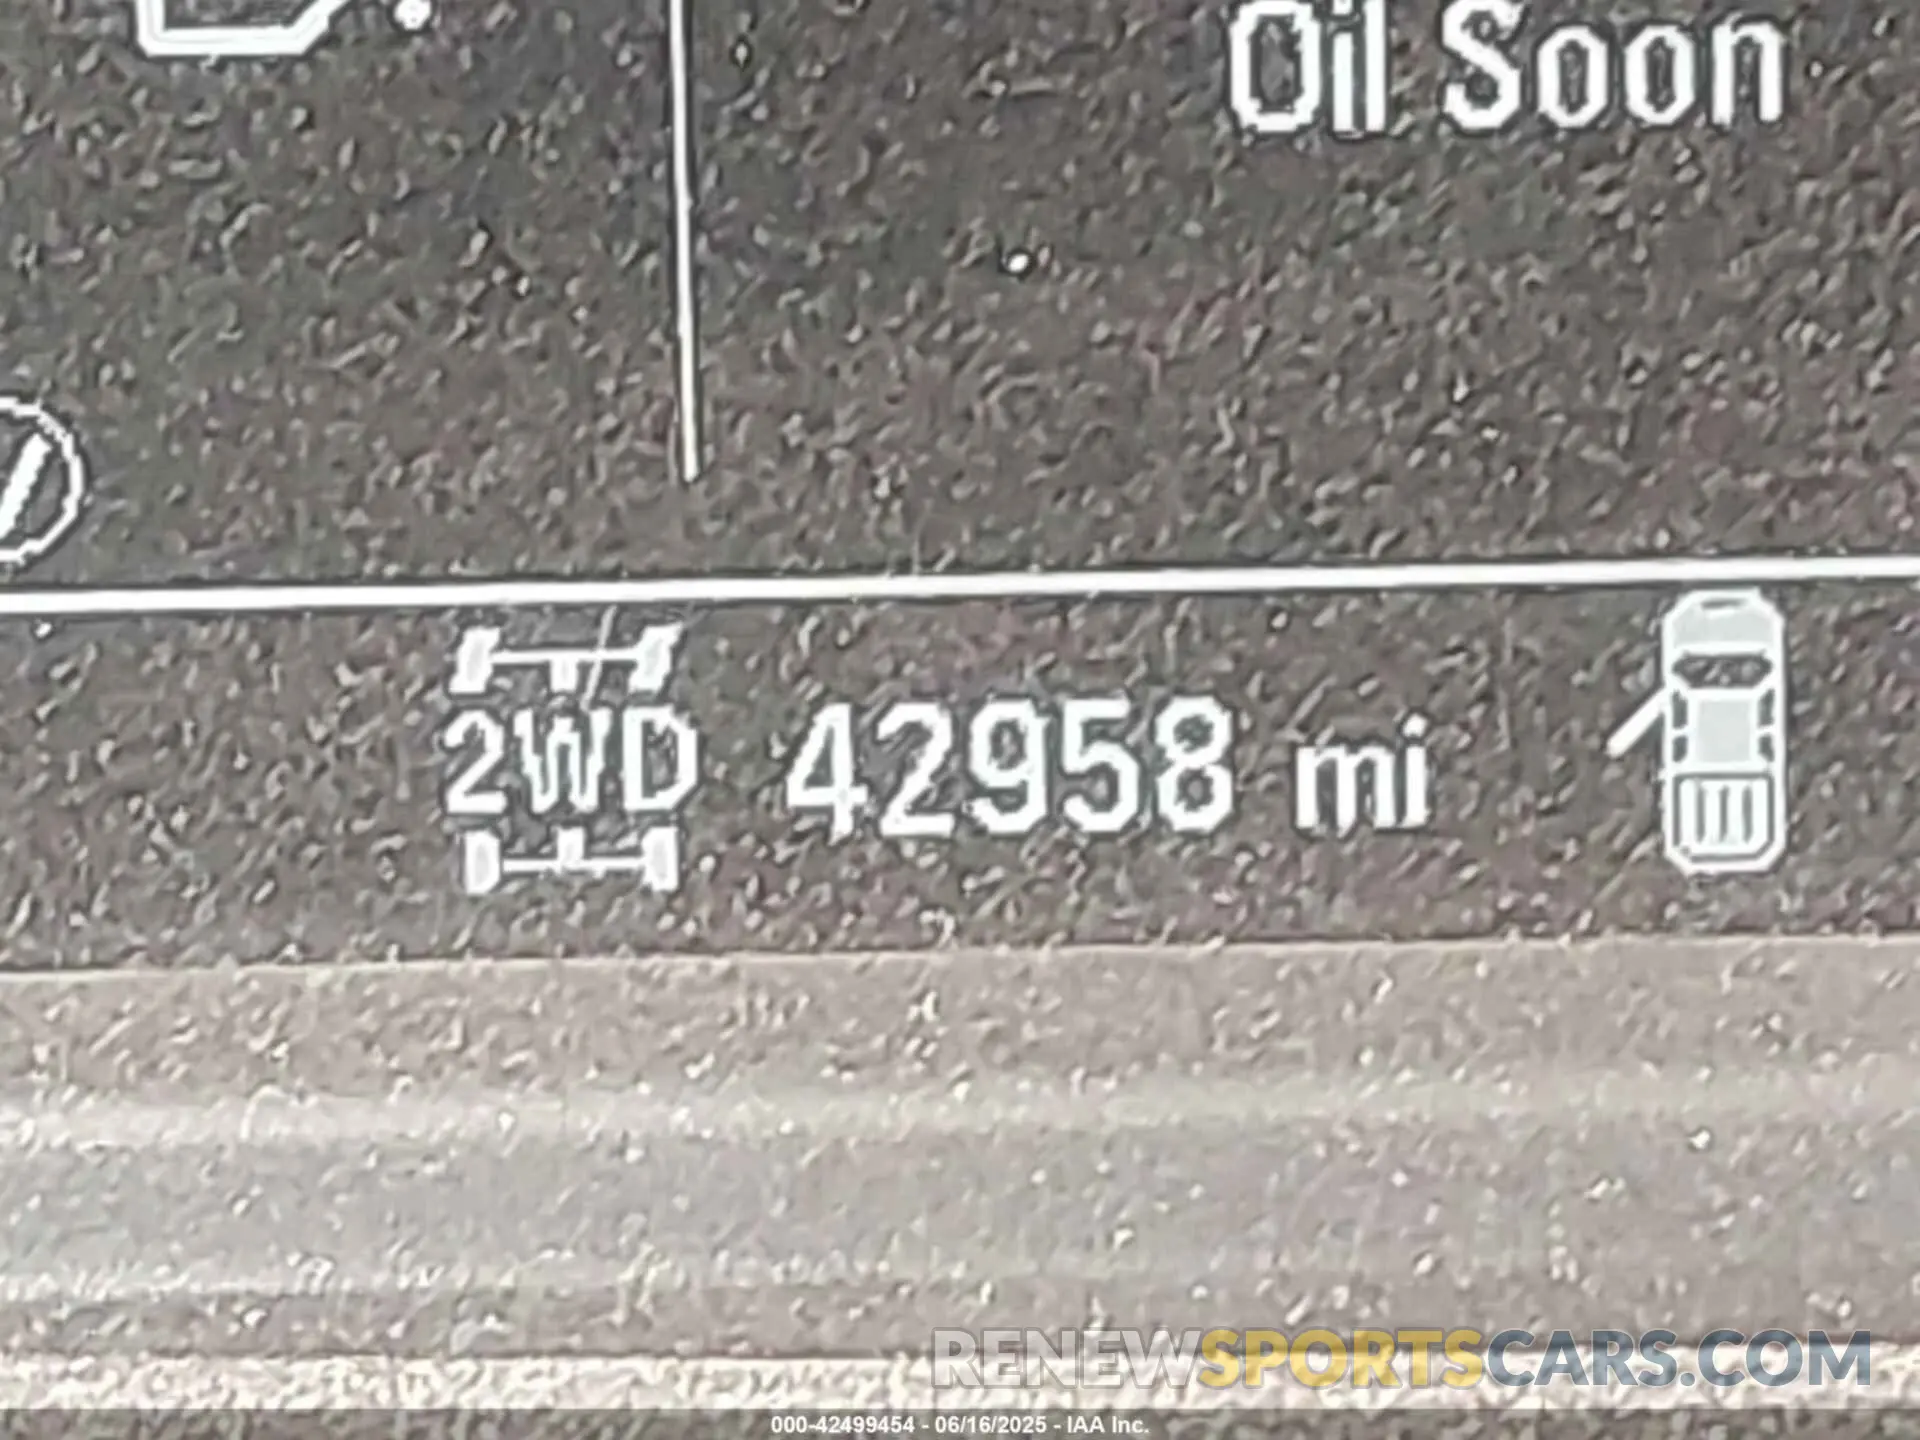 Oil Soon
2WD 42958 mi
RENEWSPORTSCARS.COM
000-42499454 - 06/16/2025 - IAA Inc.